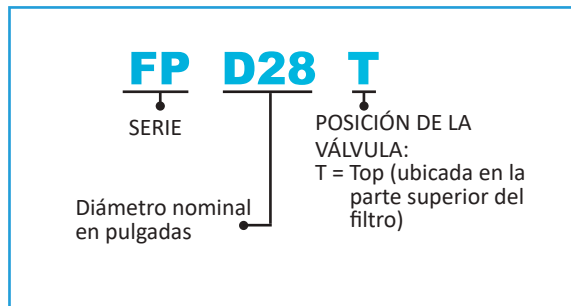 FP D28 T
SERIE
POSICIÓN DE LA
VÁLVULA:
T = Top (ubicada en la
parte superior del
filtro)
Diámetro nominal
en pulgadas